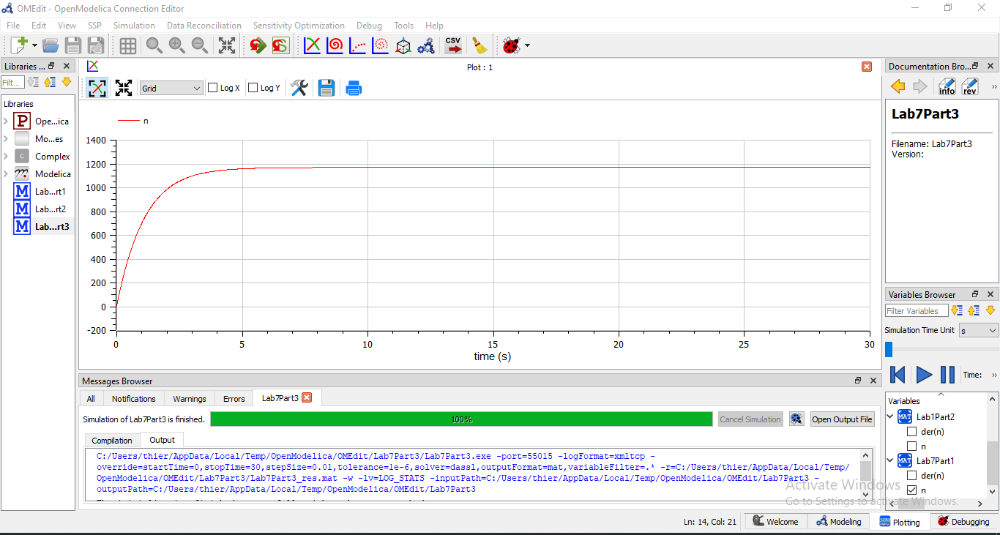 OMEdit - OpenModelica Connection Editor
File Edit View SSP Simulation Data Reconciliation Sensitivity Optimization Debug Tools Help
CSV
Libraries ...
Plot : 1
Documentation Bro...
Filt...
Grid
Log X
Log Y
info
rev
»
Libraries
P Ope...ica
Mo...es
C Complex
Modelica
M Lab...rt1
M Lab...rt2
M Lab...rt3
n
1400
1200
1000
800
600
400
200
0
-200
0 5 10 15 20 25 30
time (s)
Lab7Part3
Filename: Lab7Part3
Version:
Variables Browser
Filter Variables
Simulation Time Unit s
Time: »
Variables
MAT Lab1Part2
der(n)
n
MAT Lab7Part1
der(n)
n
Messages Browser
All Notifications Warnings Errors Lab7Part3
Simulation of Lab7Part3 is finished. 100% Cancel Simulation Open Output File
Compilation Output
C:/Users/thier/AppData/Local/Temp/OpenModelica/OMEdit/Lab7Part3/Lab7Part3.exe -port=55015 -logFormat=xmltcp -
override=startTime=0,stopTime=30,stepSize=0.01,tolerance=1e-6,solver=dassl,outputFormat=mat,variableFilter=.* -r=C:/Users/thier/AppData/Local/Temp/
OpenModelica/OMEdit/Lab7Part3/Lab7Part3_res.mat -w -lv=LOG_STATS -inputPath=C:/Users/thier/AppData/Local/Temp/OpenModelica/OMEdit/Lab7Part3 -
outputPath=C:/Users/thier/AppData/Local/Temp/OpenModelica/OMEdit/Lab7Part3
Activate Windows
Go to Settings to activate Windows.
Ln: 14, Col: 21 Welcome Modeling Plotting Debugging